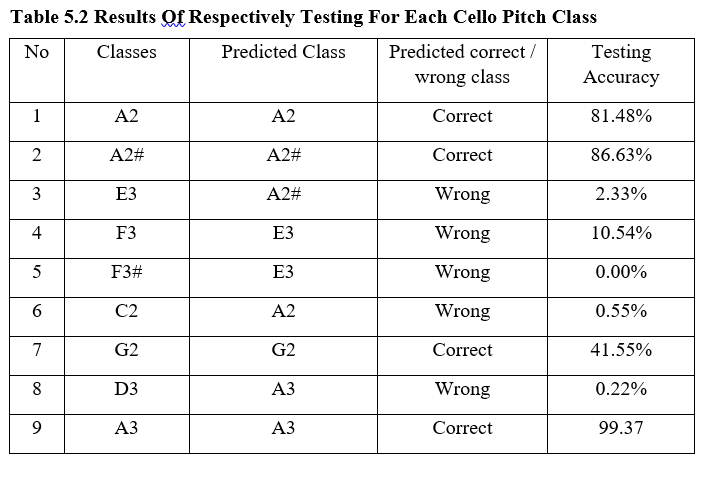 Table 5.2 Results Of Respectively Testing For Each Cello Pitch Class
No Classes Predicted Class Predicted correct / wrong class Testing Accuracy
1 A2 A2 Correct 81.48%
2 A2# A2# Correct 86.63%
3 E3 A2# Wrong 2.33%
4 F3 E3 Wrong 10.54%
5 F3# E3 Wrong 0.00%
6 C2 A2 Wrong 0.55%
7 G2 G2 Correct 41.55%
8 D3 A3 Wrong 0.22%
9 A3 A3 Correct 99.37